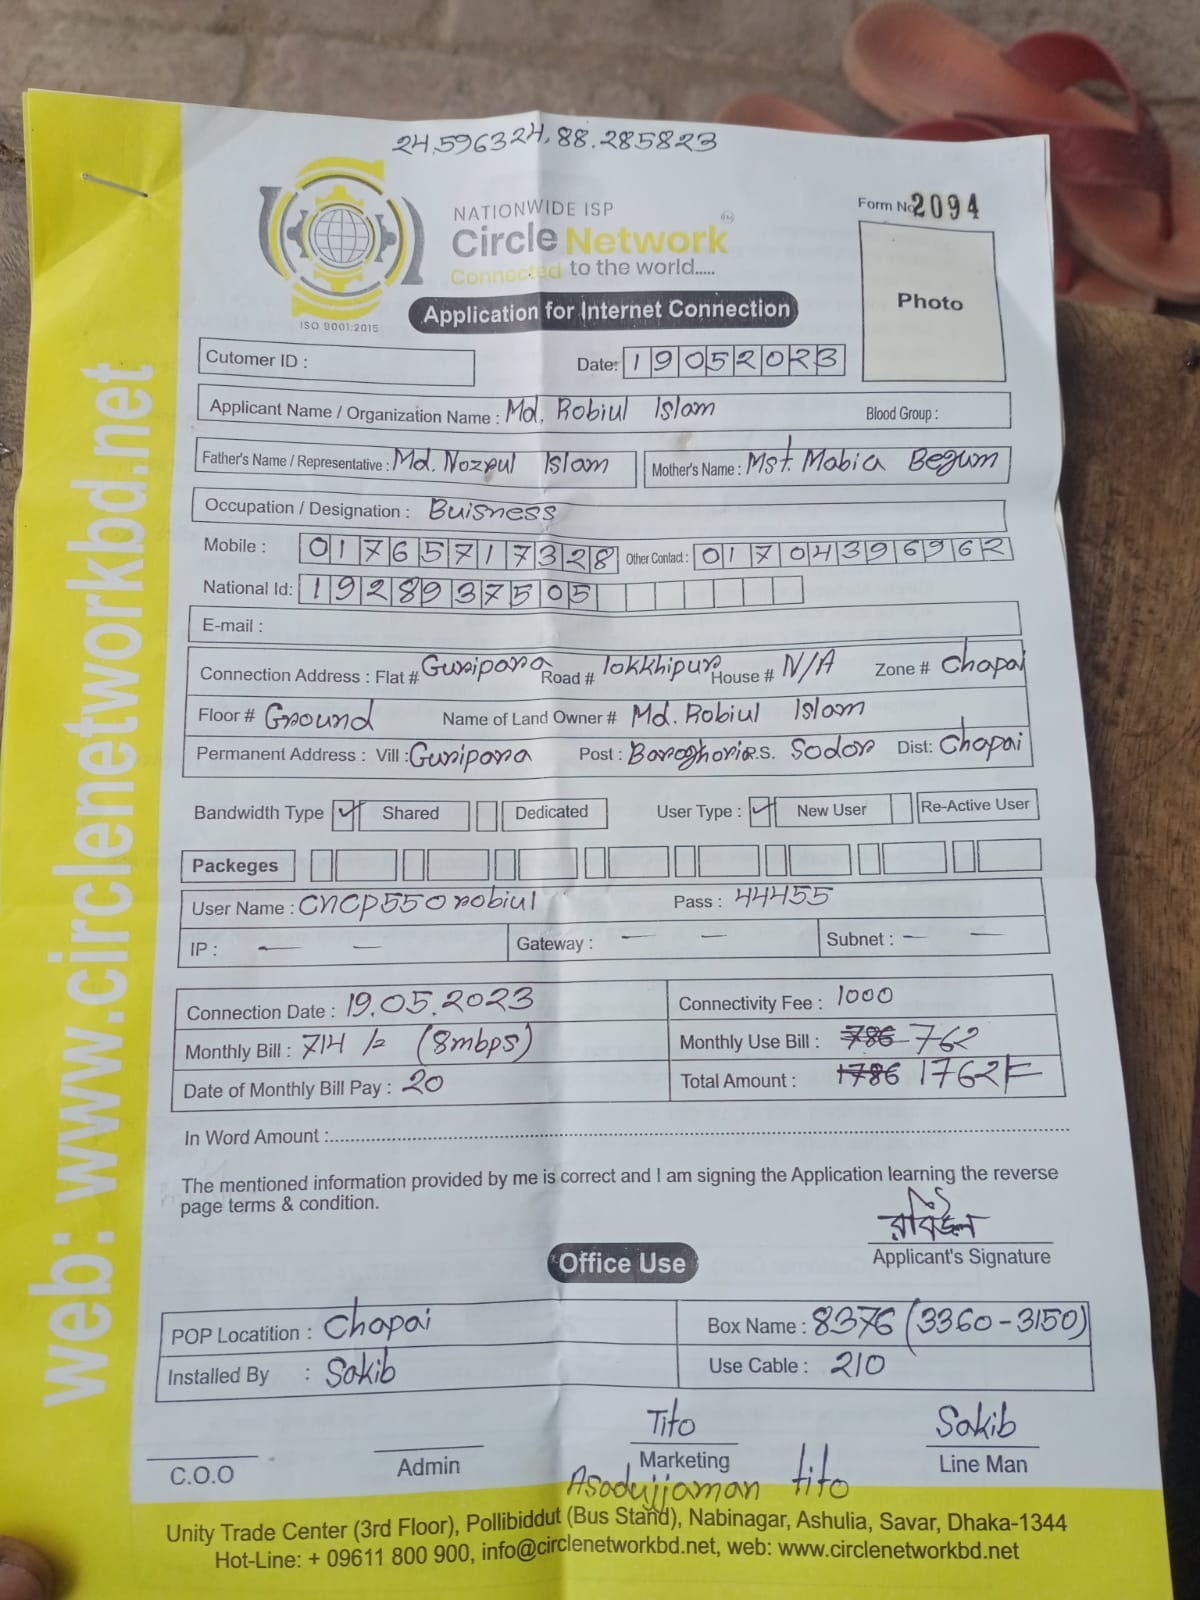 24.596324, 88.285823
NATIONWIDE ISP
Circle Network
Connected to the world.....
ISO 9001:2015
Form No 2094
Photo
Application for Internet Connection
Cutomer ID :
Date: 19052023
Applicant Name / Organization Name : Md. Robiul Islam Blood Group :
Father's Name / Representative : Md. Nozrul Islam Mother's Name : Mst. Mobia Begum
Occupation / Designation : Buisness
Mobile : 01765717328 Other Contact : 01704396962
National Id: 1928937505
E-mail :
Connection Address : Flat # Guripara Road # lokkhipur House # N/A Zone # Chapai
Floor # Ground Name of Land Owner # Md. Robiul Islam
Permanent Address : Vill : Guripara Post : Baroghoria P.S. Sodor Dist: Chapai
Bandwidth Type ✓ Shared Dedicated User Type : ✓ New User Re-Active User
Packeges
User Name : cncp550robiul Pass : 44455
IP : — — Gateway : — — Subnet : — —
Connection Date : 19.05.2023 Connectivity Fee : 1000
Monthly Bill : 714 /= (8mbps) Monthly Use Bill : 786 762
Date of Monthly Bill Pay : 20 Total Amount : 1786 1762/=
In Word Amount :
The mentioned information provided by me is correct and I am signing the Application learning the reverse
page terms & condition.
রবিউল
Applicant's Signature
Office Use
POP Locatition : Chapai Box Name : 8376 (3360-3150)
Installed By : Sakib Use Cable : 210
C.O.O Admin Tito Marketing Sakib Line Man
Asadujjaman tito
Unity Trade Center (3rd Floor), Pollibiddut (Bus Stand), Nabinagar, Ashulia, Savar, Dhaka-1344
Hot-Line: + 09611 800 900, info@circlenetworkbd.net, web: www.circlenetworkbd.net
web: www.circlenetworkbd.net